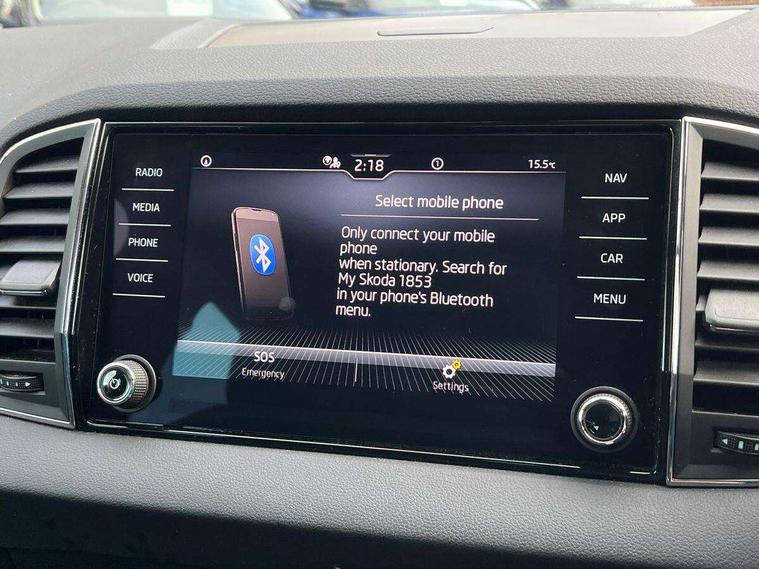 RADIO
MEDIA
PHONE
VOICE
2:18
1
15.5°C
Select mobile phone
Only connect your mobile
phone
when stationary. Search for
My Skoda 1853
in your phone's Bluetooth
menu.
SOS
Emergency
Settings
NAV
APP
CAR
MENU